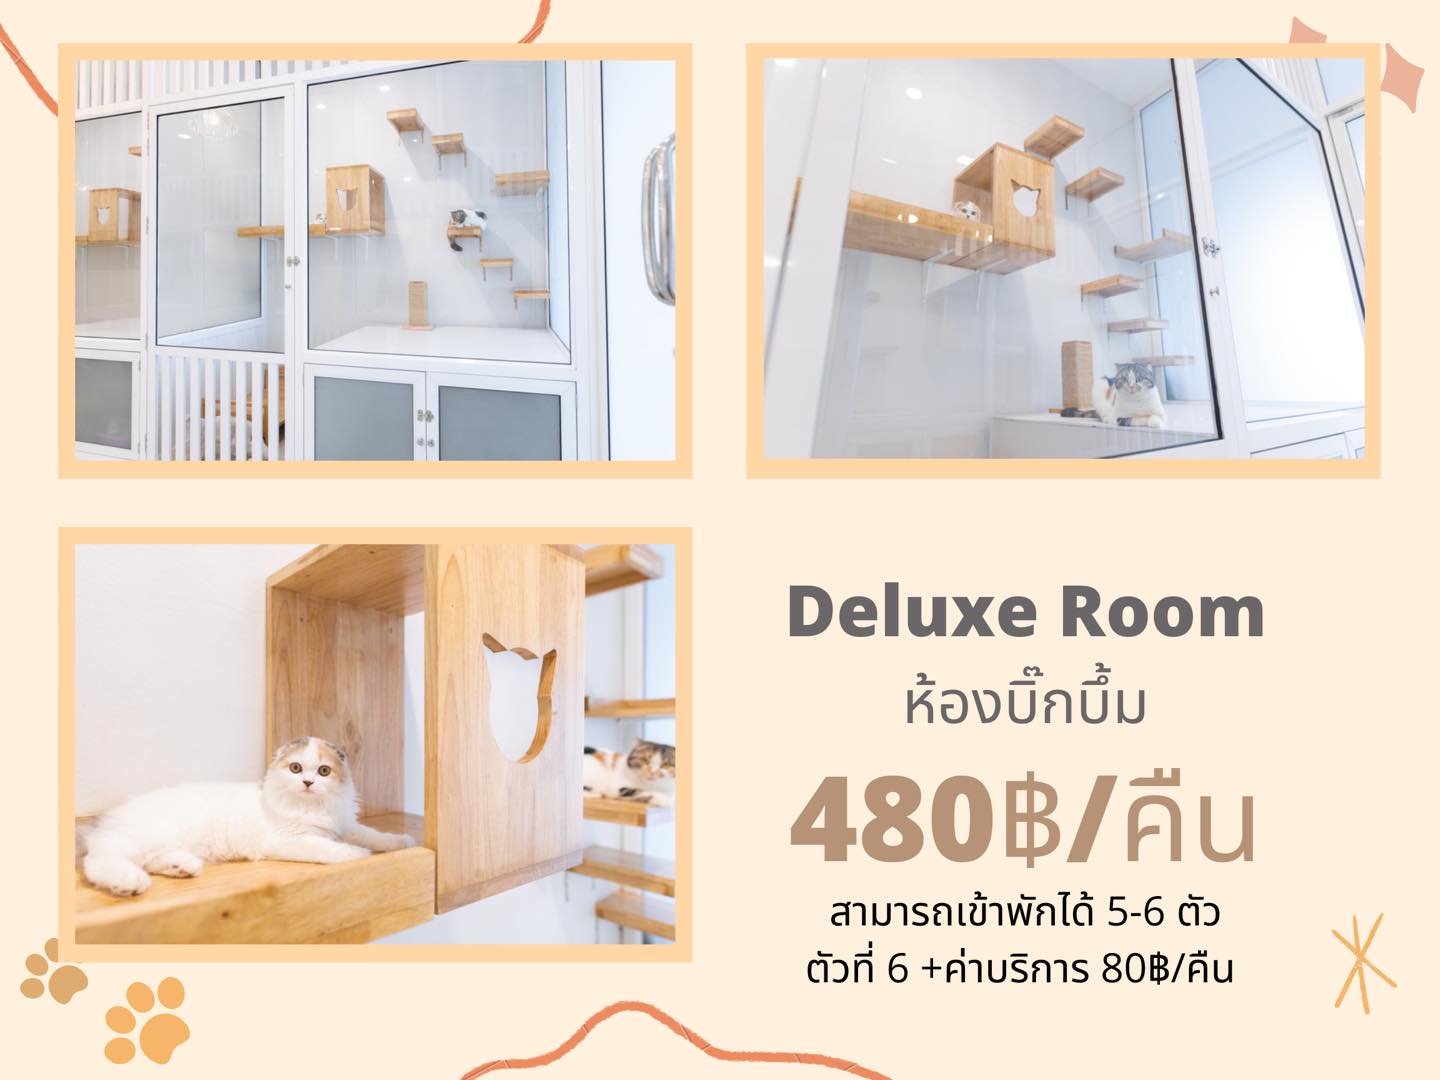 Deluxe Room
ห้องบิ๊กบึ้ม
480฿/คืน
สามารถเข้าพักได้ 5-6 ตัว
ตัวที่ 6 +ค่าบริการ 80฿/คืน